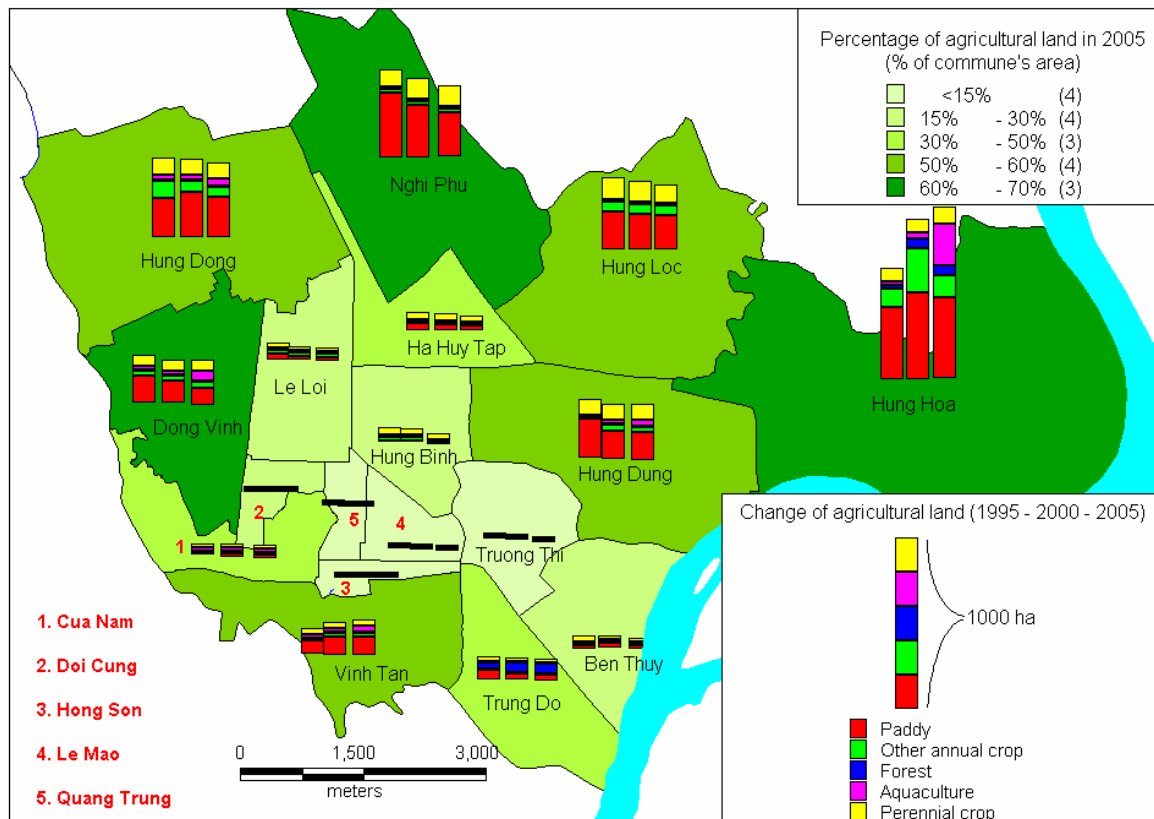 Percentage of agricultural land in 2005
(% of commune's area)
<15% (4)
15% - 30% (4)
30% - 50% (3)
50% - 60% (4)
60% - 70% (3)
Nghi Phu
Hung Dong
Hung Loc
Ha Huy Tap
Le Loi
Hung Hoa
Dong Vinh
Hung Binh
Hung Dung
2
5
4
1
Truong Thi
3
Vinh Tan
Ben Thuy
Trung Do
1. Cua Nam
2. Doi Cung
3. Hong Son
4. Le Mao
5. Quang Trung
0 1,500 3,000
meters
Change of agricultural land (1995 - 2000 - 2005)
1000 ha
Paddy
Other annual crop
Forest
Aquaculture
Perennial crop